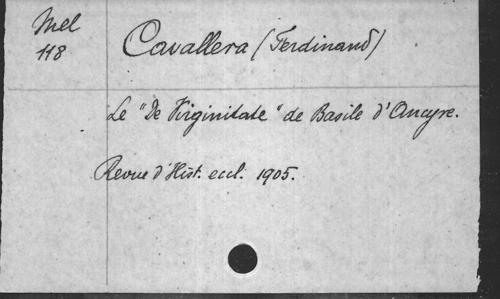 Mel
118
Cavallera (Ferdinand)
Le "De Virginitate" de Basile d'Ancyre.
Revue d'Hist. eccl. 1905.